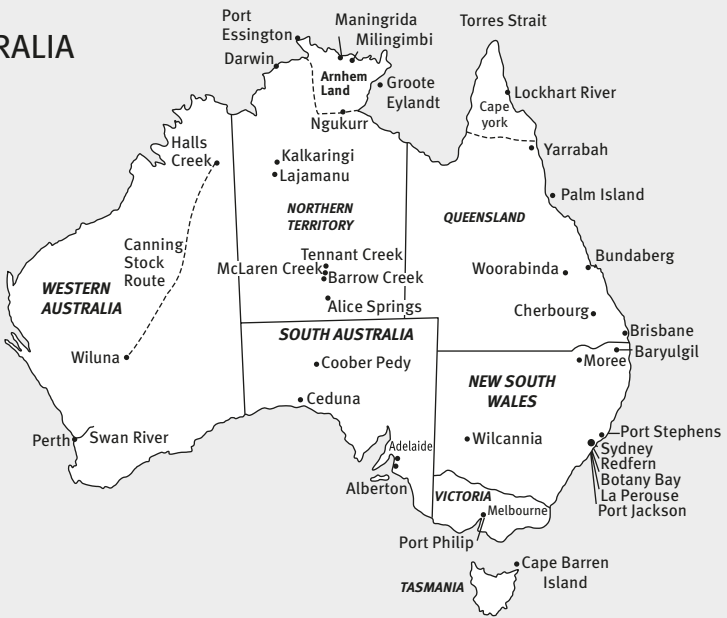 RALIA
Port
Essington
Maningrida
Milingimbi
Torres Strait
Darwin
Arnhem
Land
Groote
Eylandt
Lockhart River
Cape
york
Ngukurr
Halls
Creek
Kalkaringi
Lajamanu
Yarrabah
Palm Island
NORTHERN
TERRITORY
QUEENSLAND
Canning
Stock
Route
Tennant Creek
McLaren Creek
Barrow Creek
Alice Springs
Woorabinda
Bundaberg
WESTERN
AUSTRALIA
Cherbourg
Brisbane
Baryulgil
SOUTH AUSTRALIA
Wiluna
Coober Pedy
Moree
Ceduna
NEW SOUTH
WALES
Perth
Swan River
Adelaide
Alberton
Wilcannia
Port Stephens
Sydney
Redfern
Botany Bay
La Perouse
Port Jackson
VICTORIA
Melbourne
Port Philip
Cape Barren
Island
TASMANIA